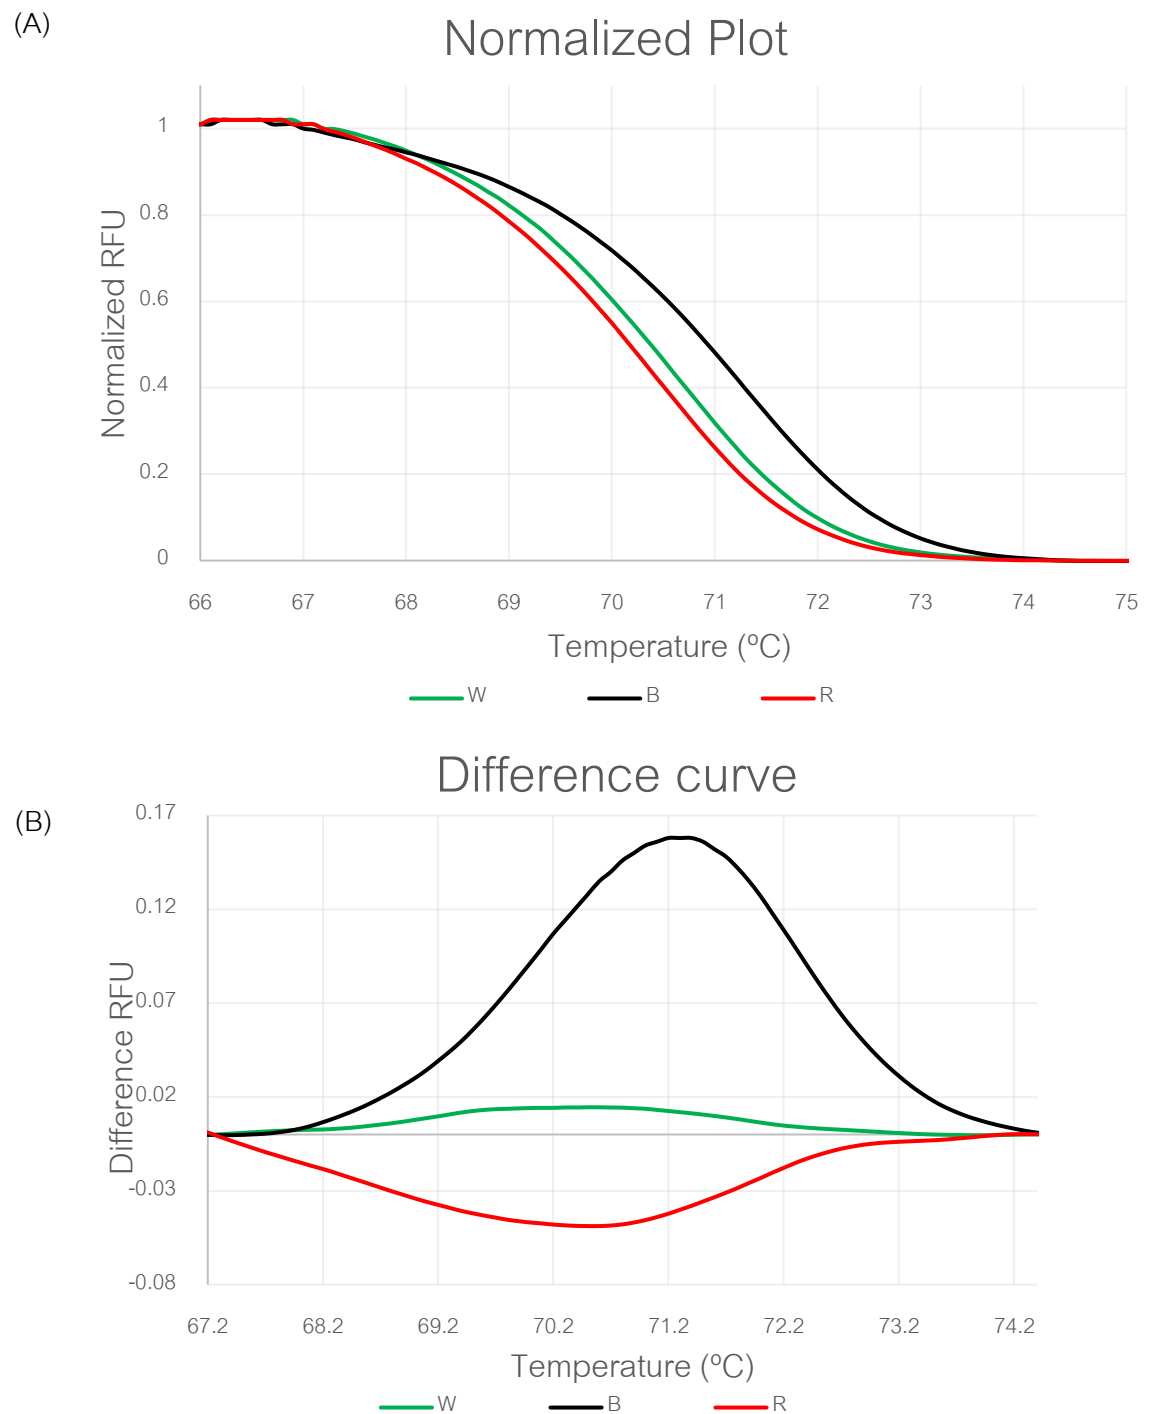 (A)
Normalized Plot
1
0.8
0.6
0.4
0.2
0
Normalized RFU
66 67 68 69 70 71 72 73 74 75
Temperature (ºC)
W B R
Difference curve
(B)
0.17
0.12
0.07
0.02
-0.03
-0.08
Difference RFU
67.2 68.2 69.2 70.2 71.2 72.2 73.2 74.2
Temperature (ºC)
W B R